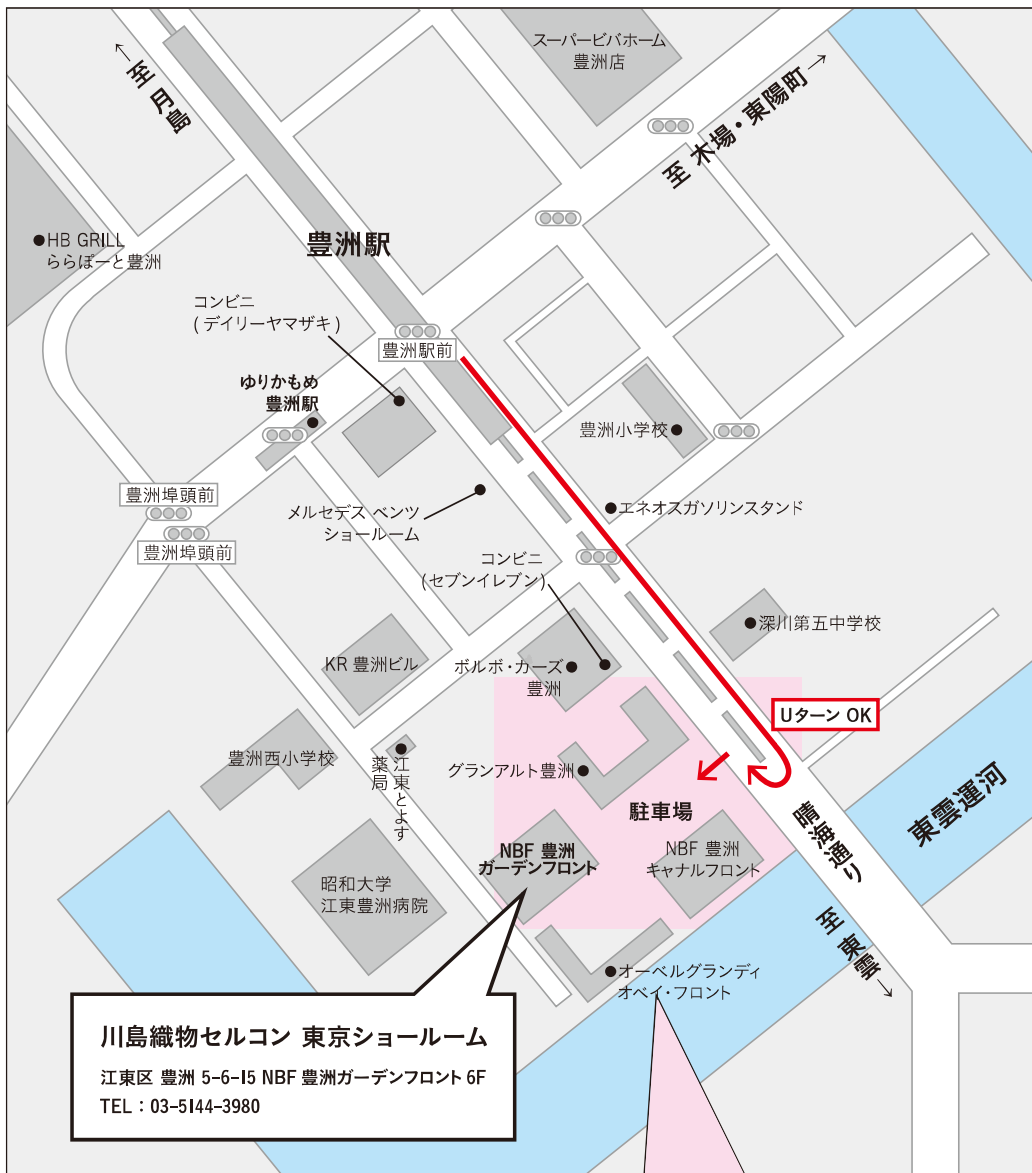 スーパービバホーム
豊洲店
←至 月島
至 木場・東陽町→
HB GRILL
ららぽーと豊洲
豊洲駅
コンビニ
(デイリーヤマザキ)
豊洲駅前
ゆりかもめ
豊洲駅
豊洲小学校
豊洲埠頭前
豊洲埠頭前
メルセデス ベンツ
ショールーム
エネオスガソリンスタンド
コンビニ
(セブンイレブン)
深川第五中学校
KR 豊洲ビル
ボルボ・カーズ
豊洲
Uターン OK
豊洲西小学校
江東とよす
薬局
グランアルト豊洲
駐車場
晴海通り
東雲運河
NBF 豊洲
ガーデンフロント
NBF 豊洲
キャナルフロント
昭和大学
江東豊洲病院
至 東雲→
オーベルグランディ
オベイ・フロント
川島織物セルコン 東京ショールーム
江東区 豊洲 5-6-15 NBF 豊洲ガーデンフロント 6F
TEL：03-5144-3980